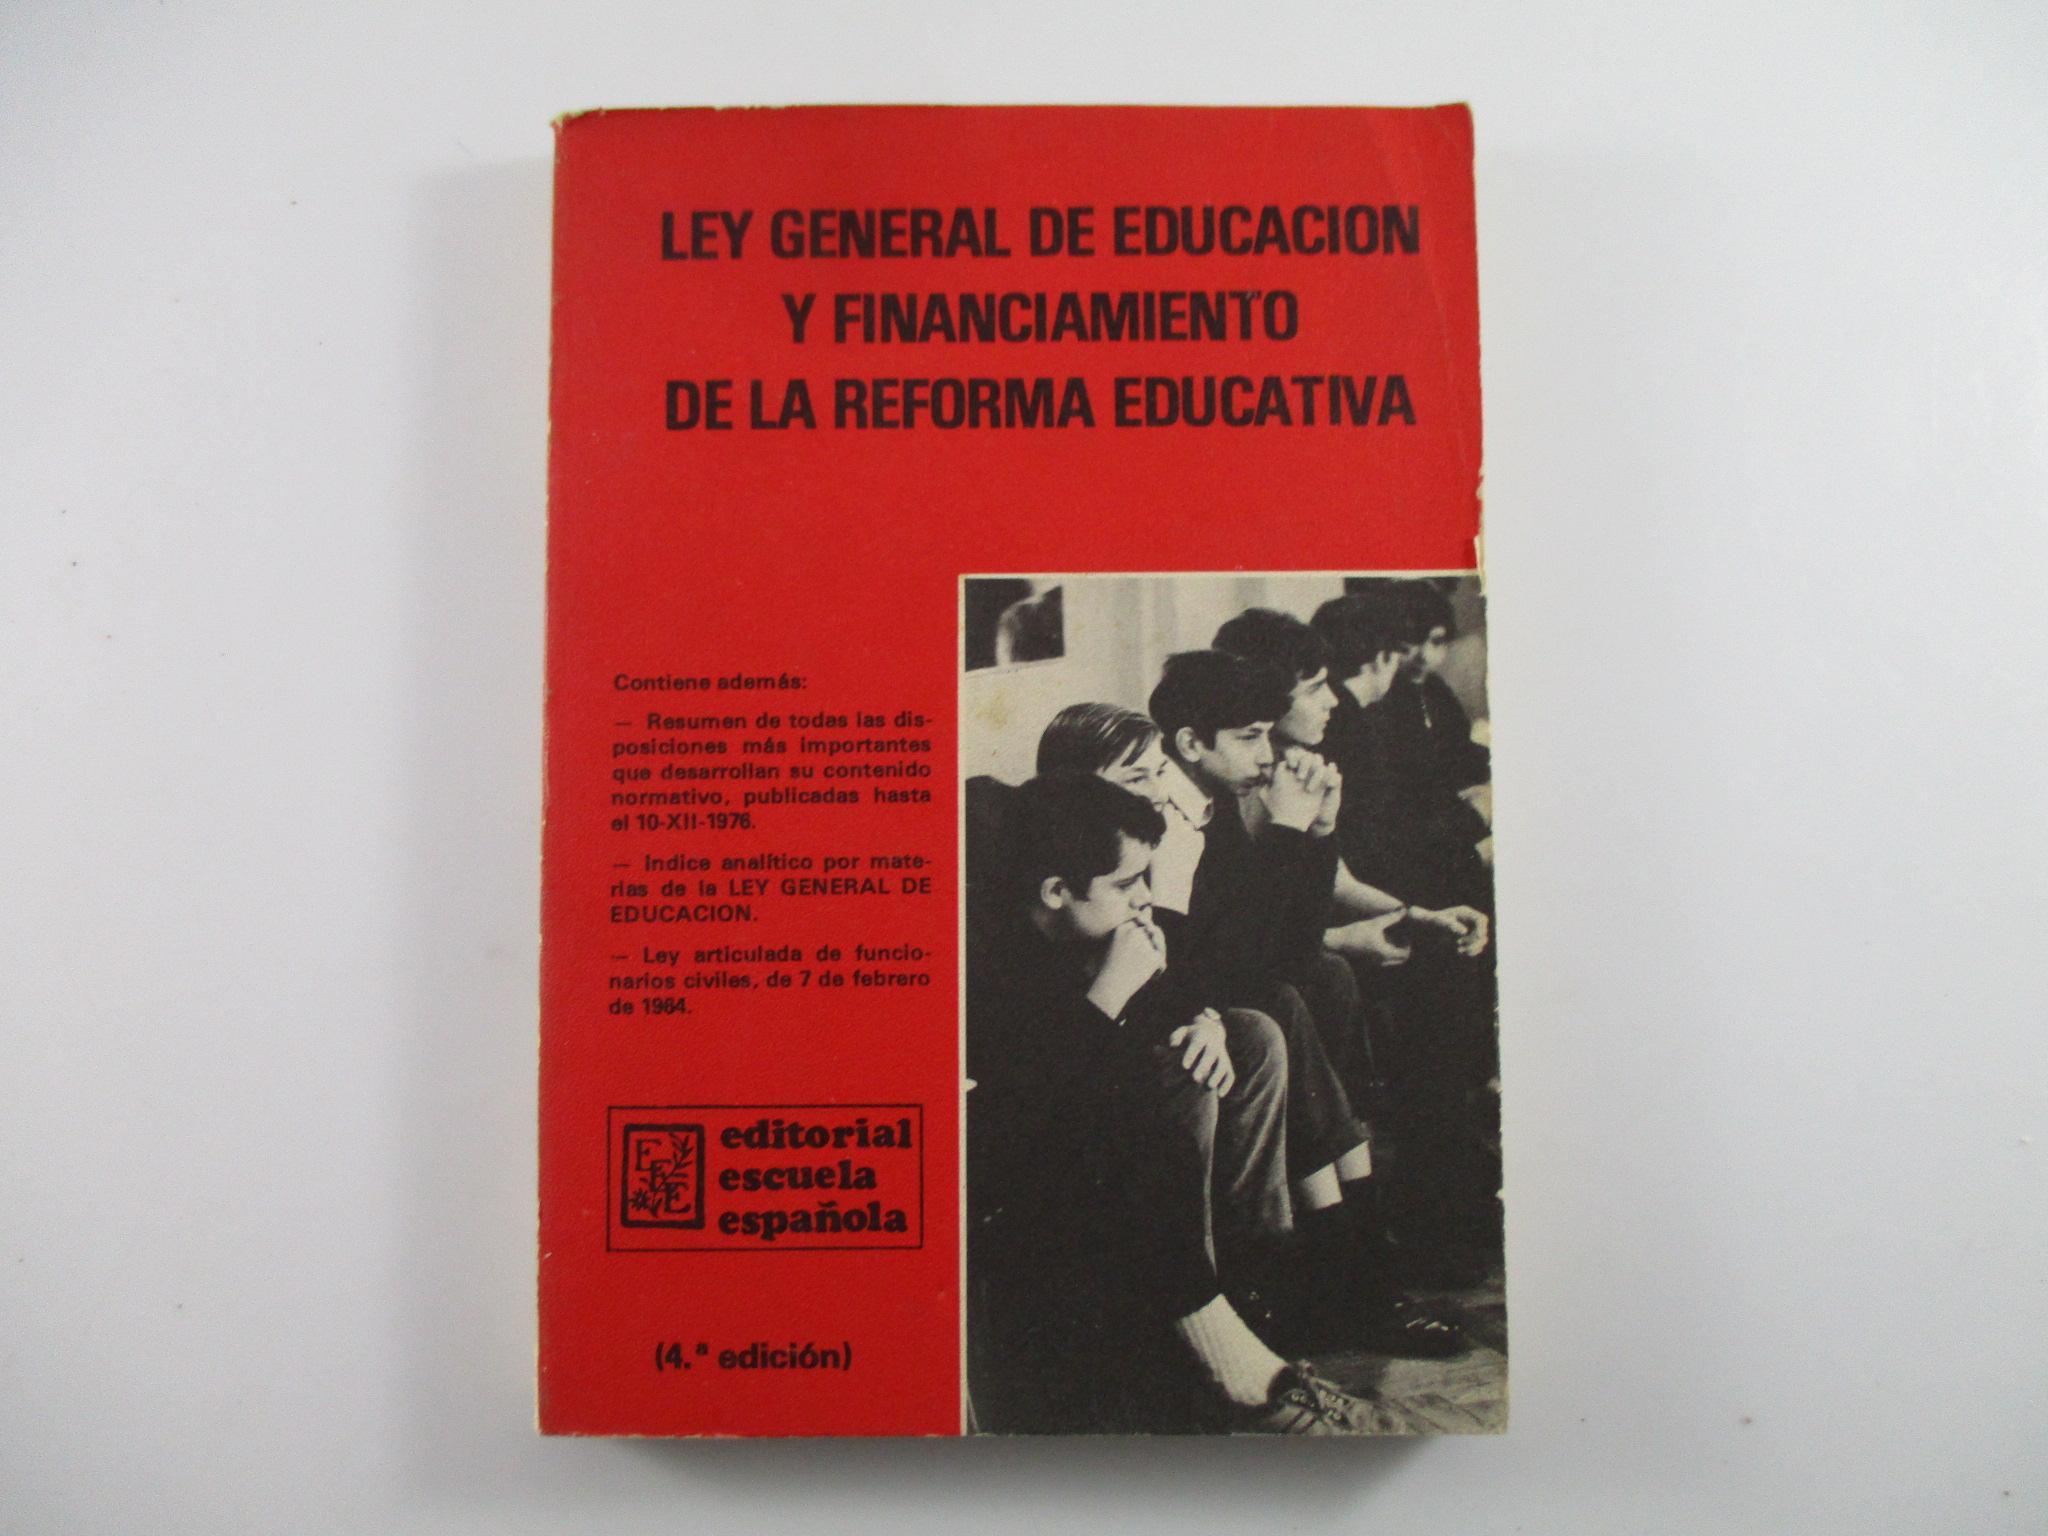 LEY GENERAL DE EDUCACION
Y FINANCIAMIENTO
DE LA REFORMA EDUCATIVA
Contiene además:
— Resumen de todas las dis-
posiciones más importantes
que desarrollan su contenido
normativo, publicadas hasta
el 10-XII-1976.
— Indice analítico por mate-
rias de la LEY GENERAL DE
EDUCACION.
— Ley articulada de funcio-
narios civiles, de 7 de febrero
de 1964.
E E E
editorial
escuela
española
(4.ª edición)